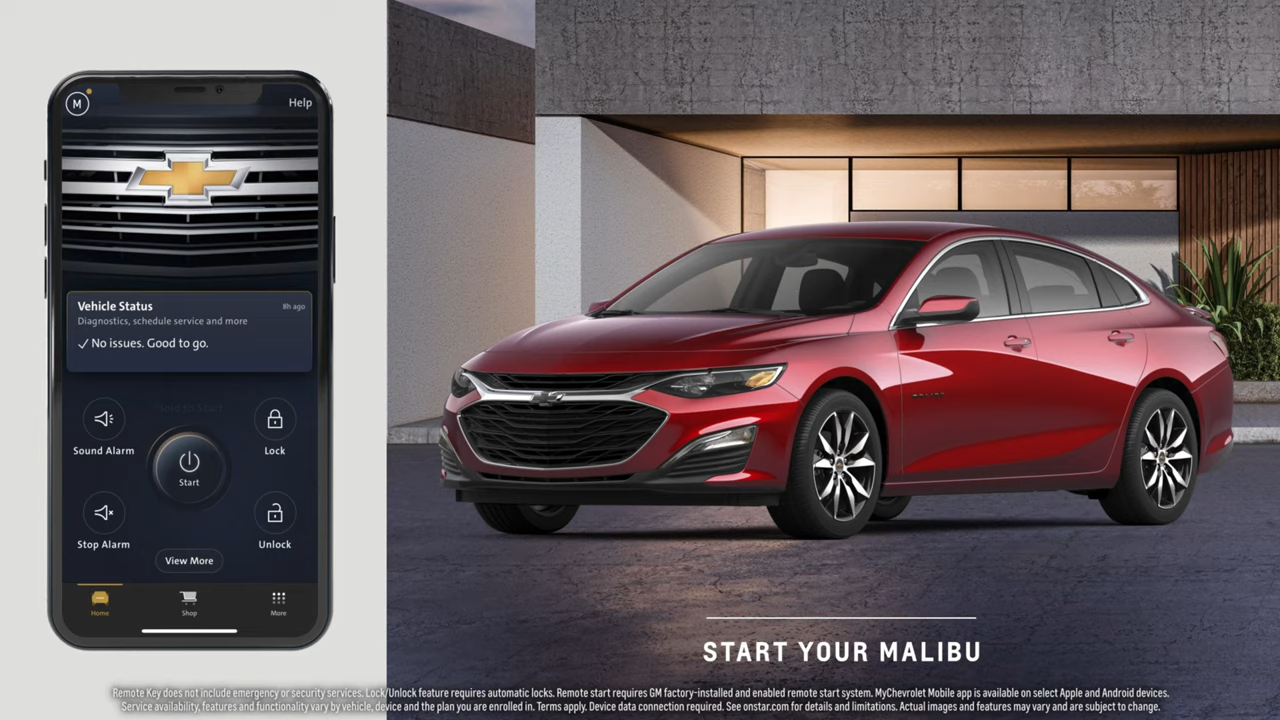 M
Help
Vehicle Status
8h ago
Diagnostics, schedule service and more
No issues. Good to go.
Sound Alarm
Lock
Start
Stop Alarm
Unlock
View More
Home
Shop
More
START YOUR MALIBU
Remote Key does not include emergency or security services. Lock/Unlock feature requires automatic locks. Remote start requires GM factory-installed and enabled remote start system. MyChevrolet Mobile app is available on select Apple and Android devices.
Service availability, features and functionality vary by vehicle, device and the plan you are enrolled in. Terms apply. Device data connection required. See onstar.com for details and limitations. Actual images and features may vary and are subject to change.